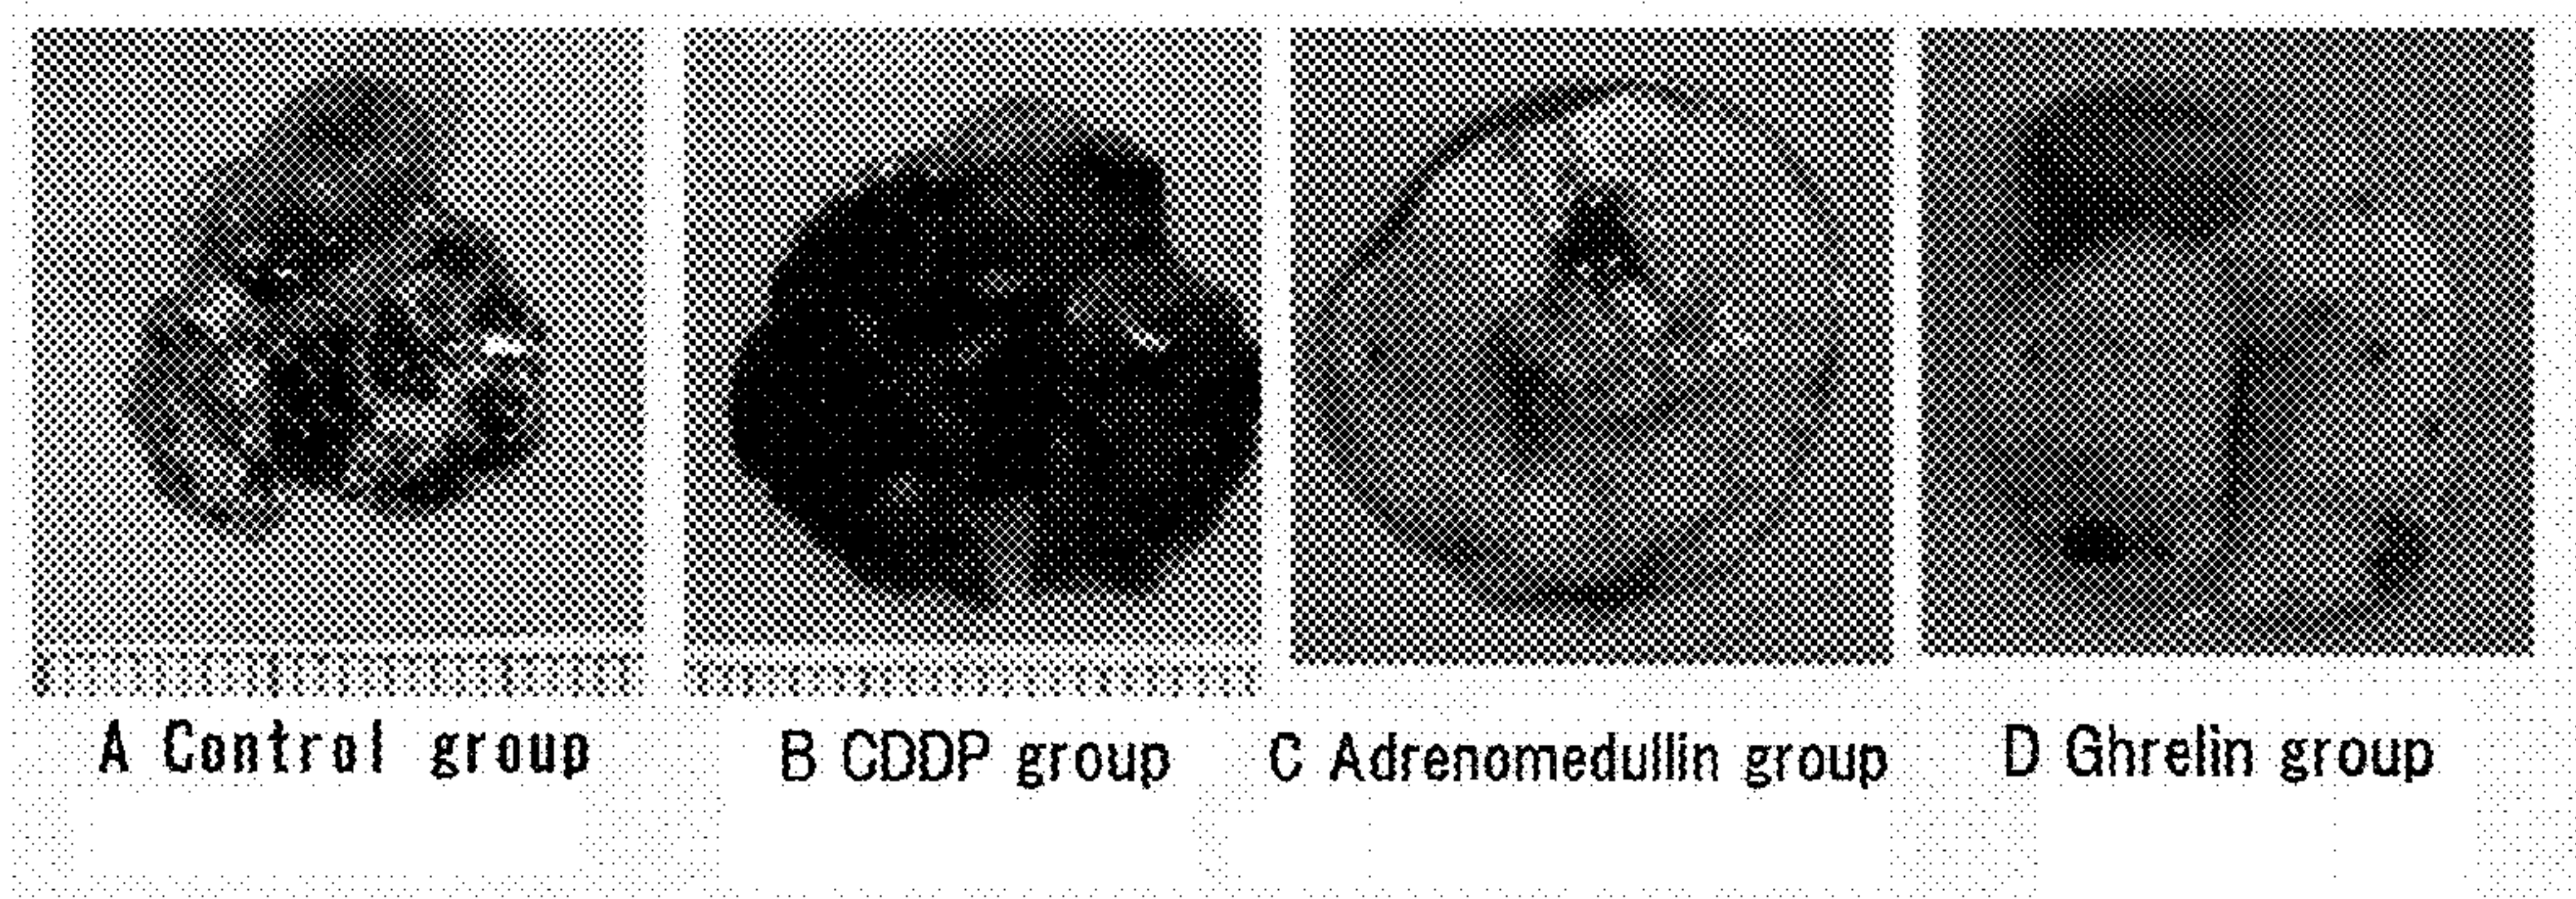 A Control group
B CDDP group
C Adrenomedullin group
D Ghrelin group